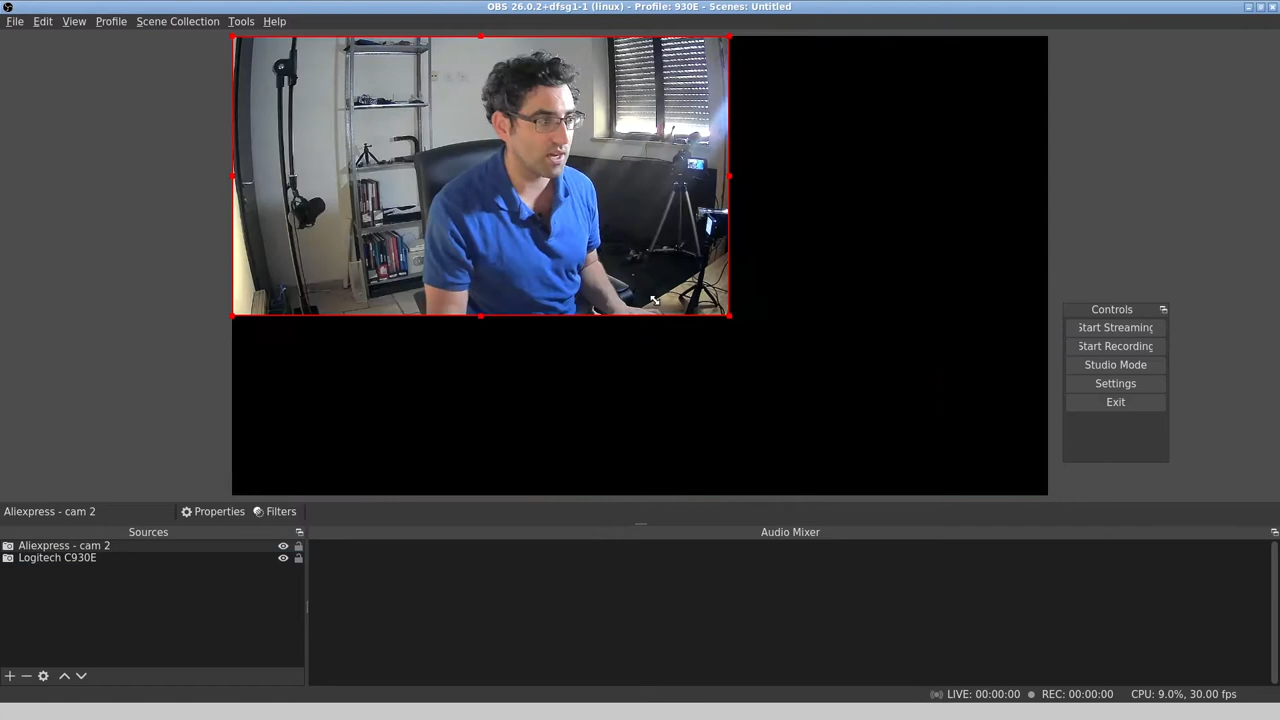 OBS 26.0.2+dfsg1-1 (linux) - Profile: 930E - Scenes: Untitled
File Edit View Profile Scene Collection Tools Help
Controls
Start Streaming
Start Recording
Studio Mode
Settings
Exit
Aliexpress - cam 2 Properties Filters
Sources Audio Mixer
Aliexpress - cam 2
Logitech C930E
LIVE: 00:00:00 REC: 00:00:00 CPU: 9.0%, 30.00 fps